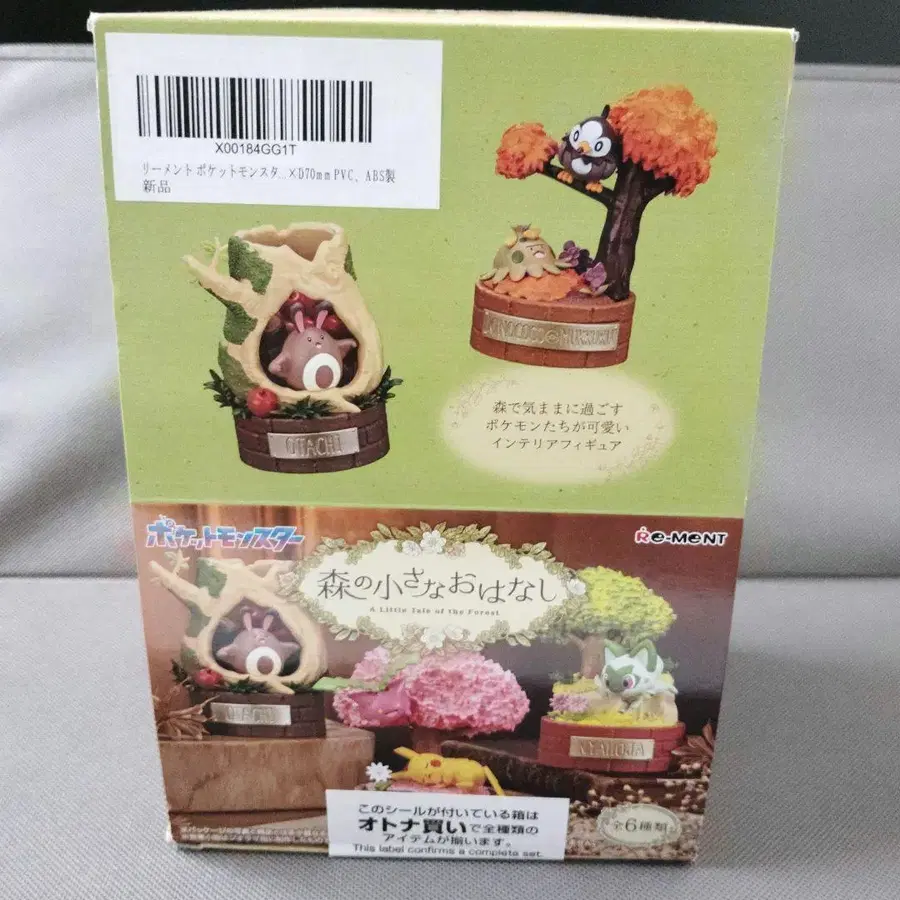 X00184GG1T
リーメント ポケットモンスタ...×D70mm PVC、ABS製
新品
KINOCOCO@MUKKURU
OTACHI
森で気ままに過ごす
ポケモンたちが可愛い
インテリアフィギュア
ポケットモンスター
Re-MeNT
森の小さなおはなし
A Little Tale of the Forest
OTACHI
NYAHOJA
このシールが付いている箱は
オトナ買いで全種類の
アイテムが揃います。
This label confirms a complete set.
全6種類